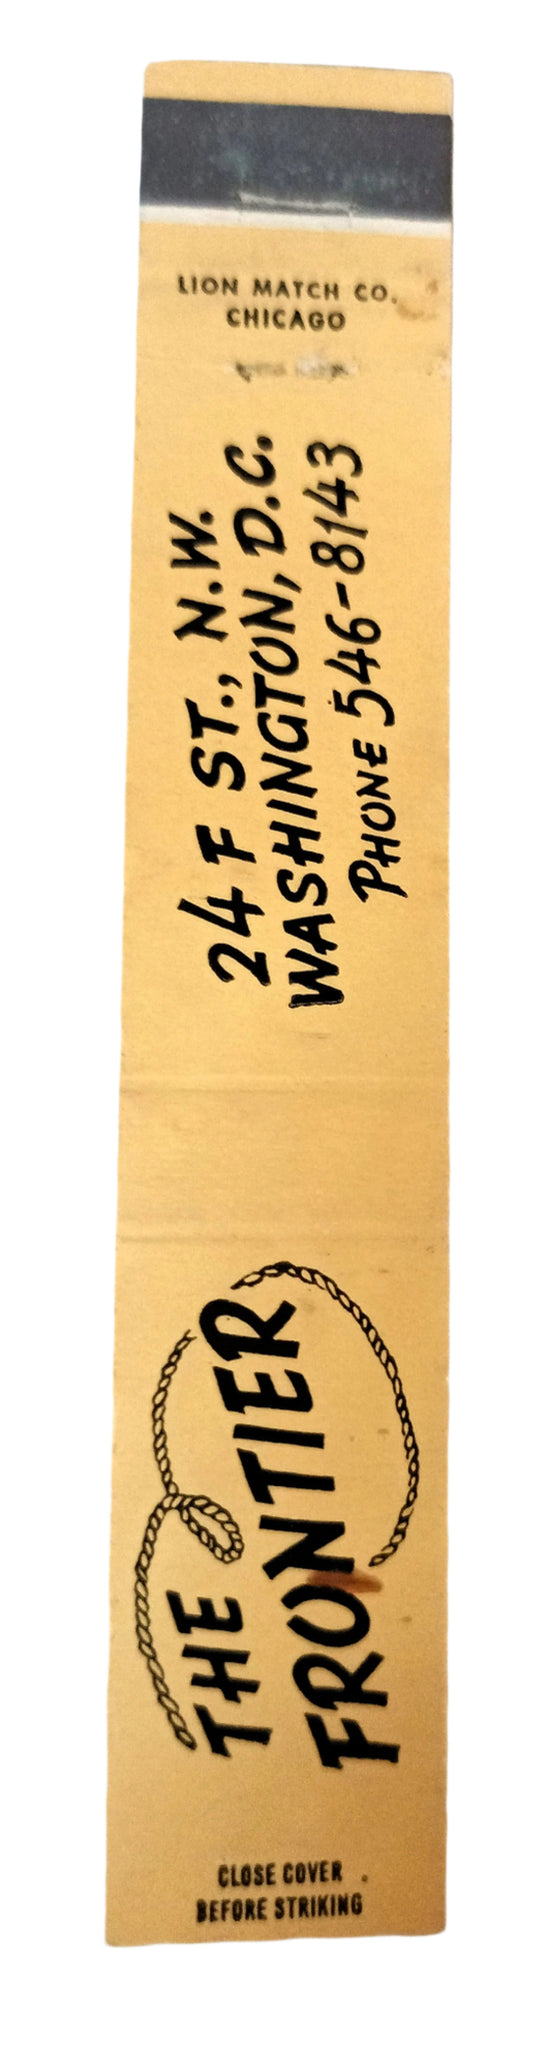 LION MATCH CO.
CHICAGO
24 F ST., N.W.
WASHINGTON, D.C.
PHONE 546-8143
THE
FRONTIER
CLOSE COVER
BEFORE STRIKING